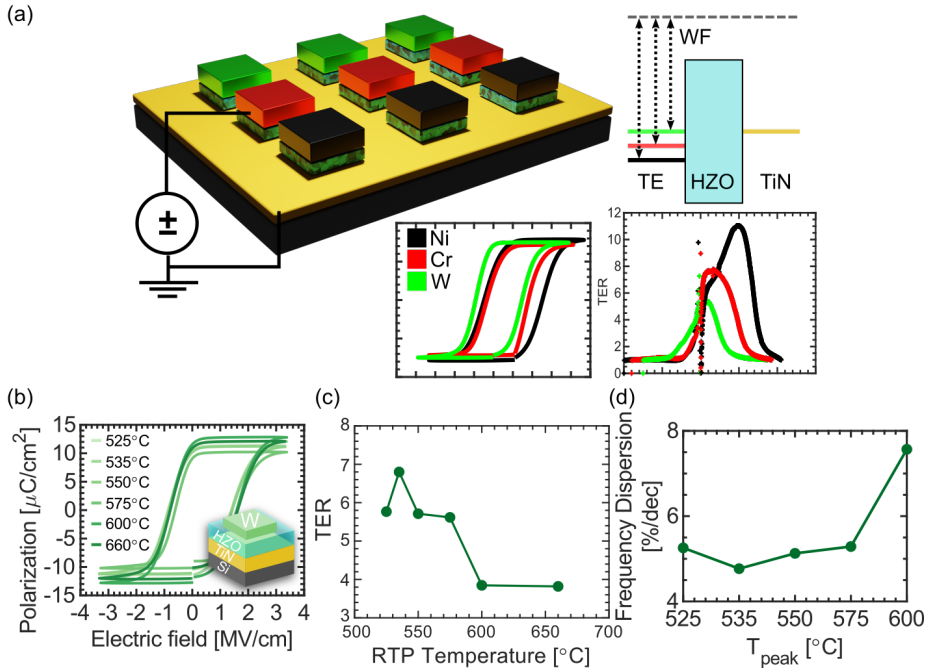 (a)
WF
TE
HZO
TiN
±
Ni
Cr
W
TER
12
10
8
6
4
2
0
(b)
Polarization [μC/cm²]
15
10
5
0
-5
-10
-15
525°C
535°C
550°C
575°C
600°C
660°C
W
HZO
TiN
Si
-4 -3 -2 -1 0 1 2 3 4
Electric field [MV/cm]
(c)
TER
8
7
6
5
4
3
500 550 600 650 700
RTP Temperature [°C]
(d)
Frequency Dispersion
[%/dec]
8
5
2
525 535 550 575 600
T_peak [°C]